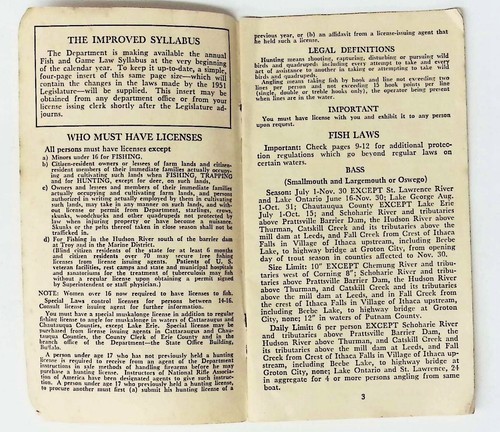 THE IMPROVED SYLLABUS
The Department is making available the annual
Fish and Game Law Syllabus at the very beginning
of the calendar year. To keep it up-to-date, a simple,
four-page insert of this same page size—which will
contain the changes in the laws made by the 1951
Legislature—will be supplied. This insert may be
obtained from any department office or from your
license issuing clerk shortly after the Legislature ad-
journs.
WHO MUST HAVE LICENSES
All persons must have licenses except
a) Minors under 16 for FISHING.
b) Citizen-resident owners or lessees of farm lands and citizen-
resident members of their immediate families actually occupy-
ing and cultivating such lands when FISHING, TRAPPING
and for HUNTING, except for deer, on such lands.
c) Owners and lessees and members of their immediate families
actually occupying and cultivating farm lands, and persons
authorized in writing actually employed by them in cultivating
such lands, may take in any manner on such lands, and with-
out license or permit from Department, bear, foxes, crows,
skunks, woodchucks and other quadrupeds not protected by
law when injuring property or have become a nuisance.
Skunks or the pelts thereof taken in close season shall not be
trafficked in.
d) For Fishing in the Hudson River south of the barrier dam
at Troy and in the Marine District.
(Blind citizen residents of the state for at least 6 months
and citizen residents over 70 may secure free fishing
licenses from license issuing agents. Patients of U. S.
veterans facilities, rest camps and state and municipal hospitals
and sanatoriums for the treatment of tuberculosis may fish
without a regular license upon possessing a permit signed
by Superintendent or staff physician.)
NOTE: Women over 16 now required to have licenses to fish.
Special Laws control licenses for persons between 14-16.
Consult license issuing agent for further information.
You must have a special muskalonge license in addition to regular
fishing license to angle for muskalonge in waters of Cattaraugus and
Chautauqua Counties, except Lake Erie. Special license may be
purchased from license issuing agents in Cattaraugus and Chau-
tauqua Counties, the County Clerk of Erie County and in the
branch office of the Department—the State Office Building,
Buffalo.
A person under age 17 who has not previously held a hunting
license is required to receive from an agent of the Department
instructions in safe methods of handling firearms before he may
purchase a hunting license. Instructors of National Rifle Associa-
tion of America have been designated agents to give such instruc-
tion. A person under age 17 who previously held a hunting license,
to procure another must first (a) submit his hunting license of a
previous year, or (b) an affidavit from a license-issuing agent that
he held such a license.
LEGAL DEFINITIONS
Hunting means shooting, capturing, disturbing or pursuing wild
birds and quadrupeds including every attempt to take and every
act of assistance to another in taking or attempting to take wild
birds and quadrupeds.
Angling means taking fish by hook and line not exceeding two
lines per person and not exceeding 15 hook points per line
(single, double or treble hooks only), the operator being present
when lines are in the water.
IMPORTANT
You must have license with you and exhibit it to any person
upon request.
FISH LAWS
Important: Check pages 9-12 for additional protec-
tion regulations which go beyond regular laws on
certain waters.
BASS
(Smallmouth and Largemouth or Oswego)
Season: July 1-Nov. 30 EXCEPT St. Lawrence River
and Lake Ontario June 16-Nov. 30; Lake George Aug.
1-Oct. 31; Chautauqua County EXCEPT Lake Erie
July 1-Oct. 15; and Schoharie River and tributaries
above Prattsville Barrier Dam, the Hudson River above
Thurman, Catskill Creek and its tributaries above the
mill dam at Leeds, and Fall Creek from Crest of Ithaca
Falls in Village of Ithaca upstream, including Beebe
Lake, to highway bridge at Groton City, from opening
day of trout season in counties affected to Nov. 30.
Size Limit: 10" EXCEPT Chemung River and tribu-
taries west of Corning 8"; Schoharie River and tribu-
taries above Prattsville Barrier Dam, the Hudson River
above Thurman, and Catskill Creek and its tributaries
above the mill dam at Leeds, and in Fall Creek from
the crest of Ithaca Falls in Village of Ithaca upstream,
including Beebe Lake, to highway bridge at Groton
City, none; 12" in waters of Putnam County.
Daily Limit: 6 per person EXCEPT Schoharie River
and tributaries above Prattsville Barrier Dam, the
Hudson River above Thurman, and Catskill Creek and
its tributaries above the mill dam at Leeds, and Fall
Creek from Crest of Ithaca Falls in Village of Ithaca up-
stream, including Beebe Lake, to highway bridge at
Groton City, none; Lake Ontario and St. Lawrence, 24
in aggregate for 4 or more persons angling from same
boat.
3